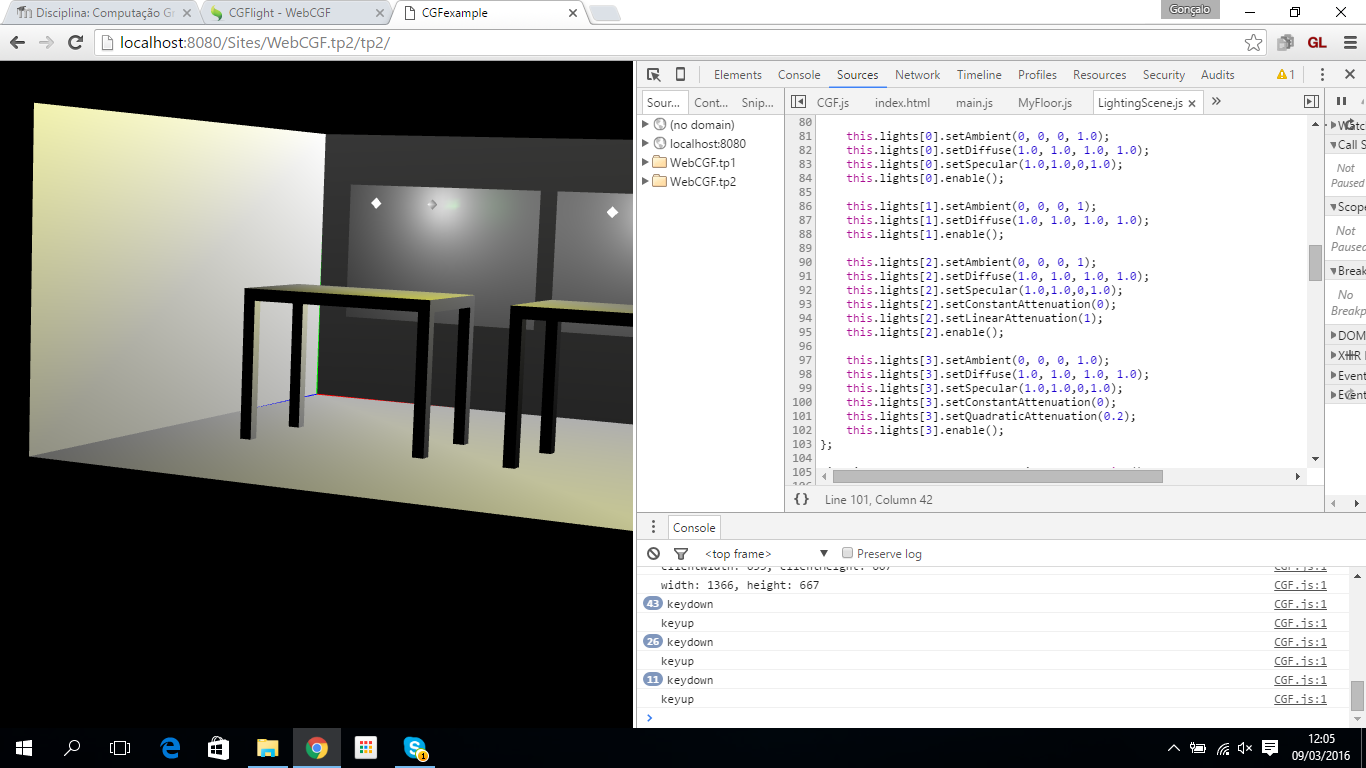 Disciplina: Computação Gr
CGFlight - WebCGF
CGFexample
Gonçalo
localhost:8080/Sites/WebCGF.tp2/tp2/
GL
Elements Console Sources Network Timeline Profiles Resources Security Audits 1
Sour... Cont... Snip...
CGF.js index.html main.js MyFloor.js LightingScene.js
(no domain)
localhost:8080
WebCGF.tp1
WebCGF.tp2
80
81 this.lights[0].setAmbient(0, 0, 0, 1.0);
82 this.lights[0].setDiffuse(1.0, 1.0, 1.0, 1.0);
83 this.lights[0].setSpecular(1.0,1.0,0,1.0);
84 this.lights[0].enable();
85
86 this.lights[1].setAmbient(0, 0, 0, 1);
87 this.lights[1].setDiffuse(1.0, 1.0, 1.0, 1.0);
88 this.lights[1].enable();
89
90 this.lights[2].setAmbient(0, 0, 0, 1);
91 this.lights[2].setDiffuse(1.0, 1.0, 1.0, 1.0);
92 this.lights[2].setSpecular(1.0,1.0,0,1.0);
93 this.lights[2].setConstantAttenuation(0);
94 this.lights[2].setLinearAttenuation(1);
95 this.lights[2].enable();
96
97 this.lights[3].setAmbient(0, 0, 0, 1.0);
98 this.lights[3].setDiffuse(1.0, 1.0, 1.0, 1.0);
99 this.lights[3].setSpecular(1.0,1.0,0,1.0);
100 this.lights[3].setConstantAttenuation(0);
101 this.lights[3].setQuadraticAttenuation(0.2);
102 this.lights[3].enable();
103 };
104
105
{} Line 101, Column 42
Call S
Not
Paused
Scope
Not
Paused
Break
No
Breakp
DOM
Event
Event
Console
<top frame> Preserve log
width: 1366, height: 667 CGF.js:1
43 keydown CGF.js:1
keyup CGF.js:1
26 keydown CGF.js:1
keyup CGF.js:1
11 keydown CGF.js:1
keyup CGF.js:1
1
12:05
09/03/2016